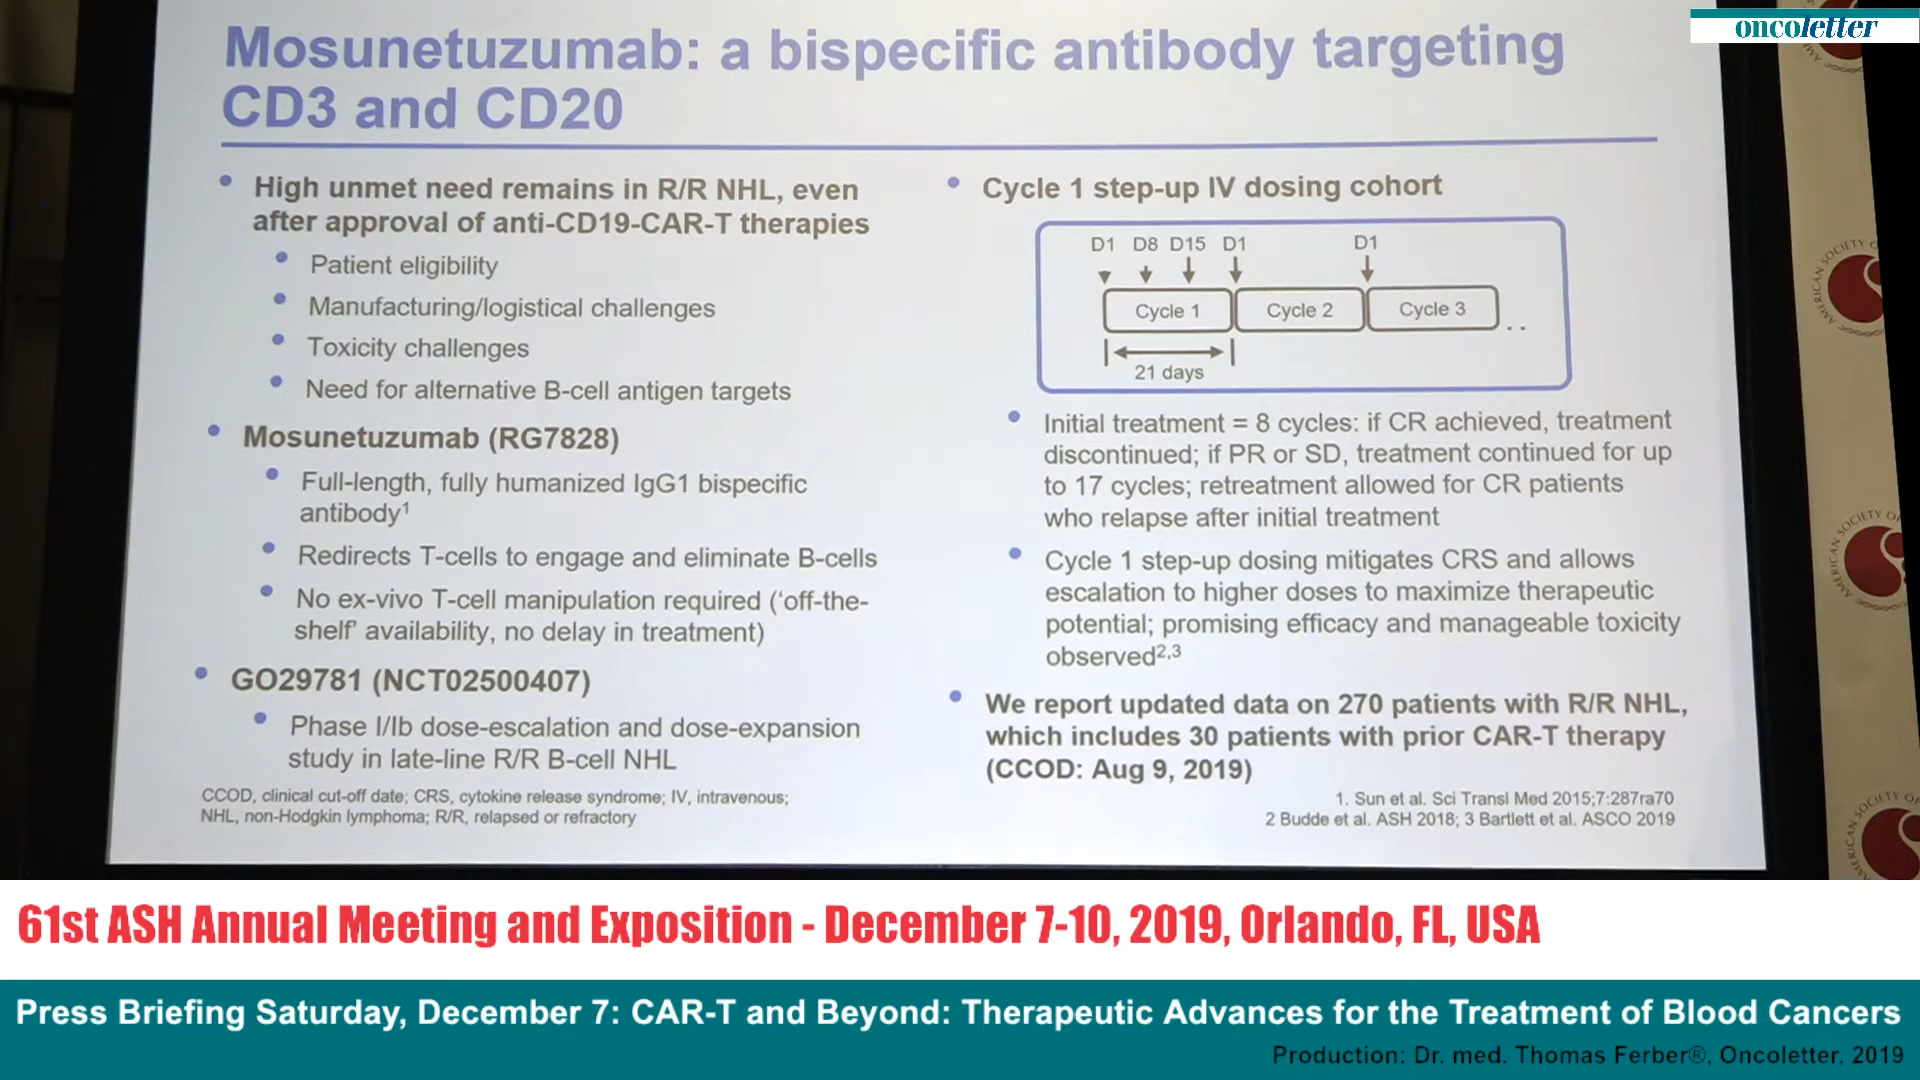 oncoletter
Mosunetuzumab: a bispecific antibody targeting
CD3 and CD20
High unmet need remains in R/R NHL, even
after approval of anti-CD19-CAR-T therapies
Patient eligibility
Manufacturing/logistical challenges
Toxicity challenges
Need for alternative B-cell antigen targets
Mosunetuzumab (RG7828)
Full-length, fully humanized IgG1 bispecific
antibody1
Redirects T-cells to engage and eliminate B-cells
No ex-vivo T-cell manipulation required (‘off-the-
shelf’ availability, no delay in treatment)
GO29781 (NCT02500407)
Phase I/Ib dose-escalation and dose-expansion
study in late-line R/R B-cell NHL
CCOD, clinical cut-off date; CRS, cytokine release syndrome; IV, intravenous;
NHL, non-Hodgkin lymphoma; R/R, relapsed or refractory
Cycle 1 step-up IV dosing cohort
D1 D8 D15 D1 D1
Cycle 1 Cycle 2 Cycle 3 . .
21 days
Initial treatment = 8 cycles: if CR achieved, treatment
discontinued; if PR or SD, treatment continued for up
to 17 cycles; retreatment allowed for CR patients
who relapse after initial treatment
Cycle 1 step-up dosing mitigates CRS and allows
escalation to higher doses to maximize therapeutic
potential; promising efficacy and manageable toxicity
observed2,3
We report updated data on 270 patients with R/R NHL,
which includes 30 patients with prior CAR-T therapy
(CCOD: Aug 9, 2019)
1. Sun et al. Sci Transl Med 2015;7:287ra70
2 Budde et al. ASH 2018; 3 Bartlett et al. ASCO 2019
AMERICAN SOCIETY O
AMERICAN SOCIETY OF
SOCIETY OF
61st ASH Annual Meeting and Exposition - December 7-10, 2019, Orlando, FL, USA
Press Briefing Saturday, December 7: CAR-T and Beyond: Therapeutic Advances for the Treatment of Blood Cancers
Production: Dr. med. Thomas Ferber®, Oncoletter, 2019